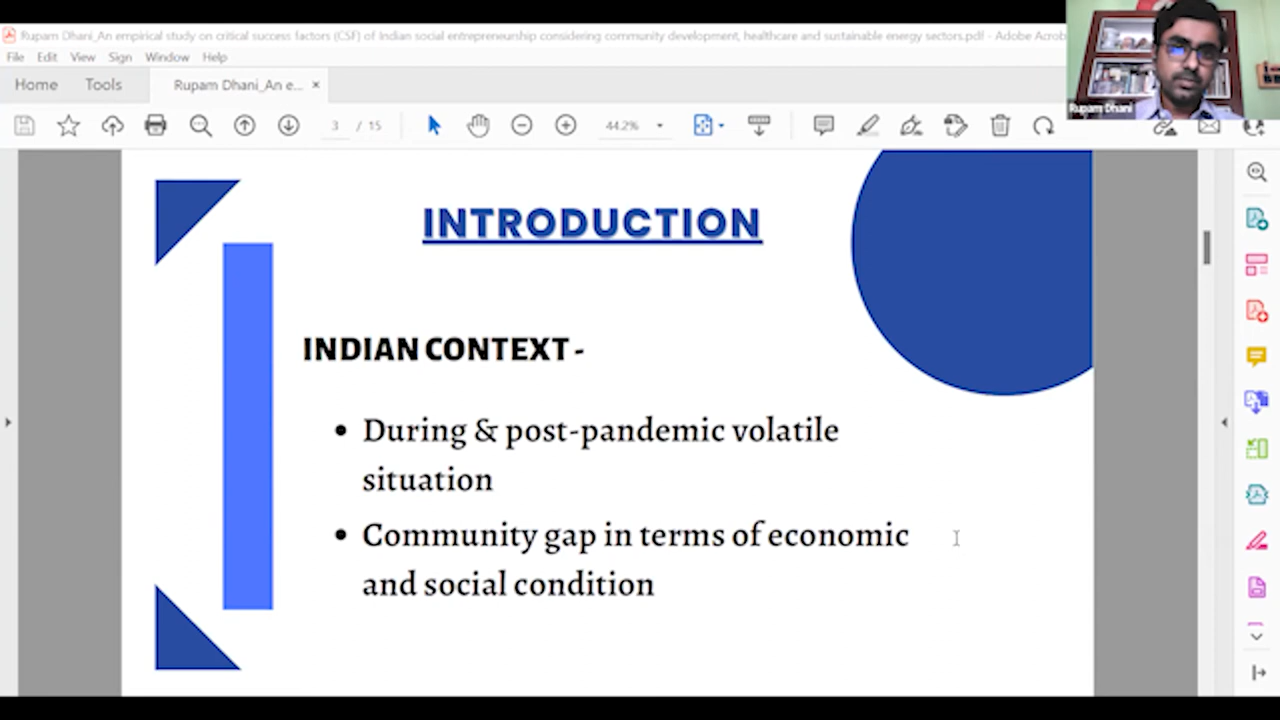 Rupam Dhani_An empirical study on critical success factors (CSF) of Indian social entrepreneurship considering community development, healthcare and sustainable energy sectors.pdf - Adobe Acrob
File Edit View Sign Window Help
Home Tools Rupam Dhani_An e... ×
3 / 15 44.2%
Rupam Dhani
INTRODUCTION
INDIAN CONTEXT -
• During & post-pandemic volatile
situation
• Community gap in terms of economic
and social condition